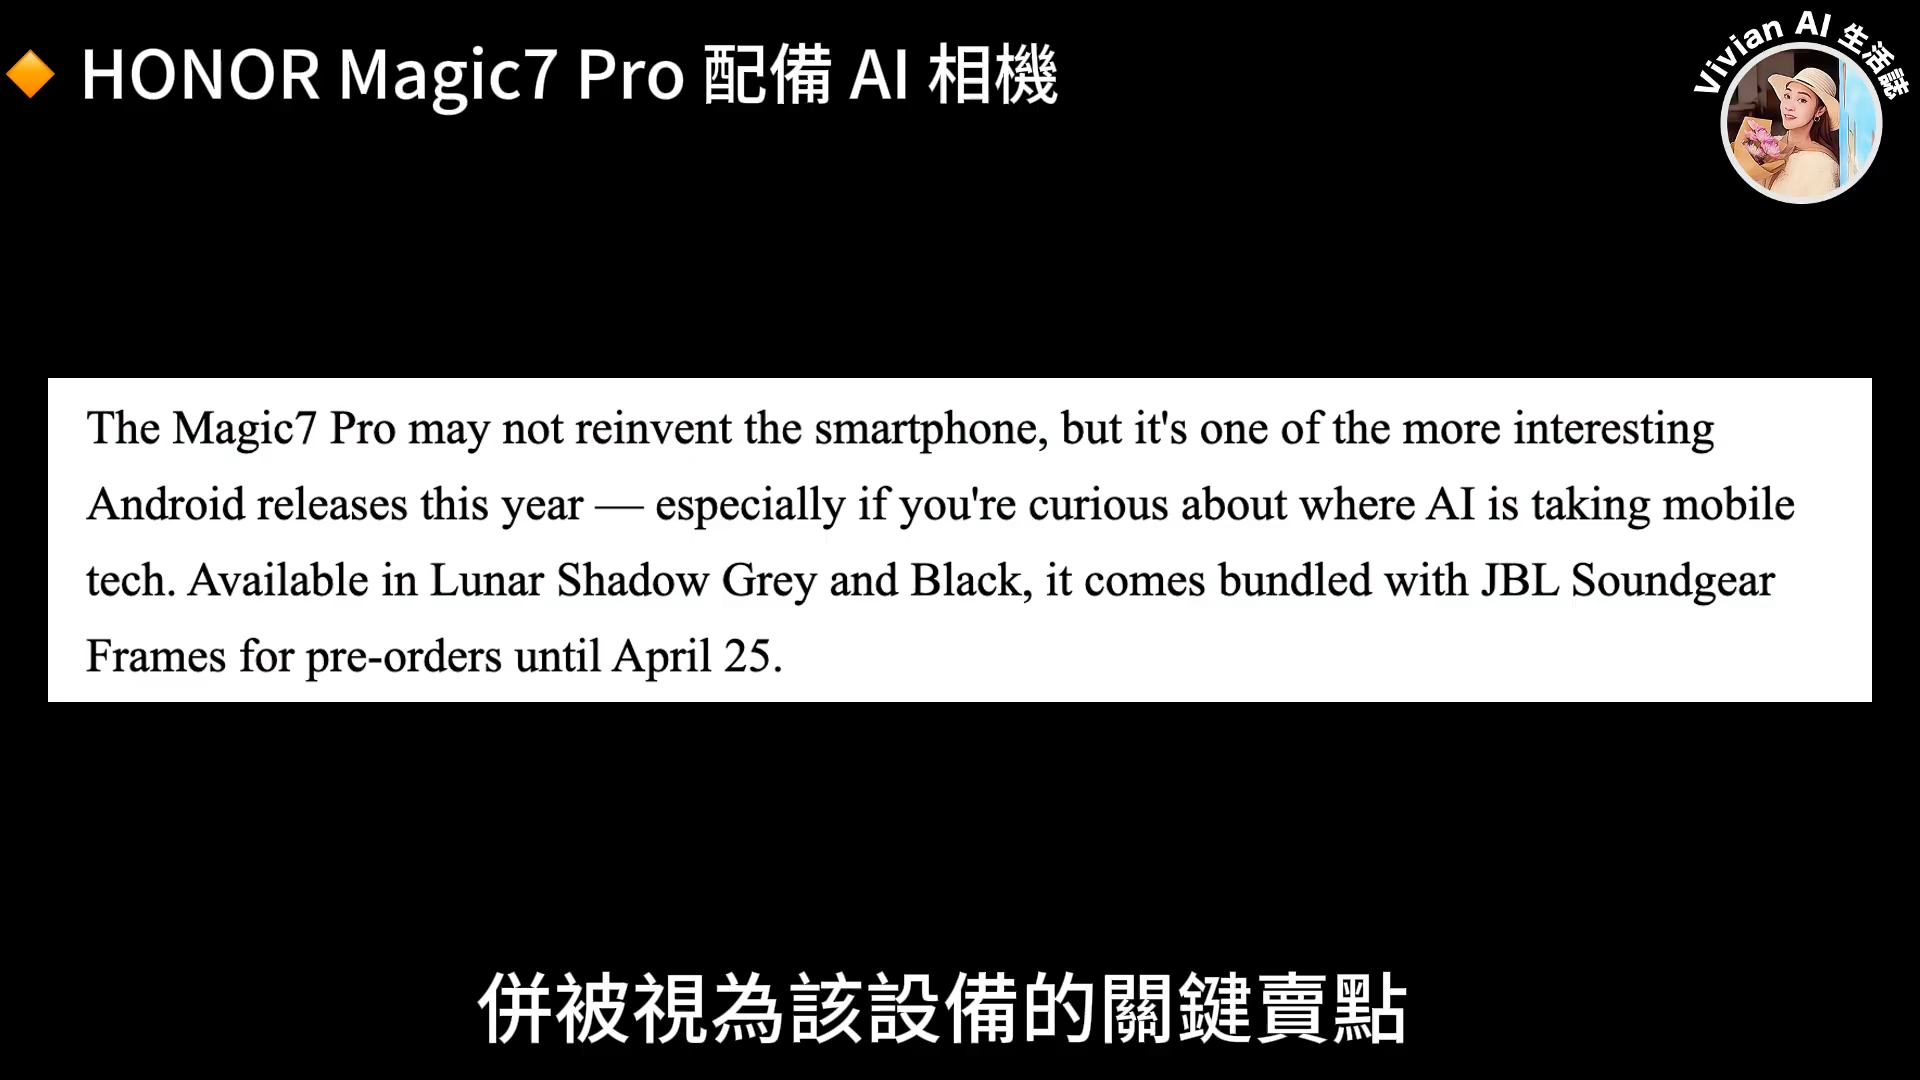 🔶 HONOR Magic7 Pro 配備 AI 相機
Vivian AI 生活誌
The Magic7 Pro may not reinvent the smartphone, but it's one of the more interesting
Android releases this year — especially if you're curious about where AI is taking mobile
tech. Available in Lunar Shadow Grey and Black, it comes bundled with JBL Soundgear
Frames for pre-orders until April 25.
併被視為該設備的關鍵賣點